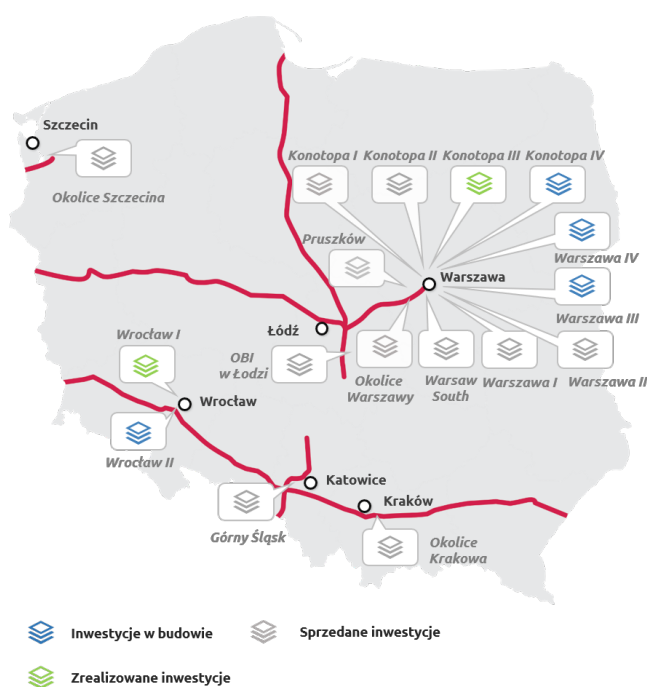 Szczecin
Okolice Szczecina
Konotopa I
Konotopa II
Konotopa III
Konotopa IV
Pruszków
Warszawa IV
Warszawa
Warszawa III
Łódź
Wrocław I
OBI
w Łodzi
Okolice
Warszawy
Warsaw
South
Warszawa I
Warszawa II
Wrocław
Wrocław II
Katowice
Kraków
Górny Śląsk
Okolice
Krakowa
Inwestycje w budowie
Sprzedane inwestycje
Zrealizowane inwestycje